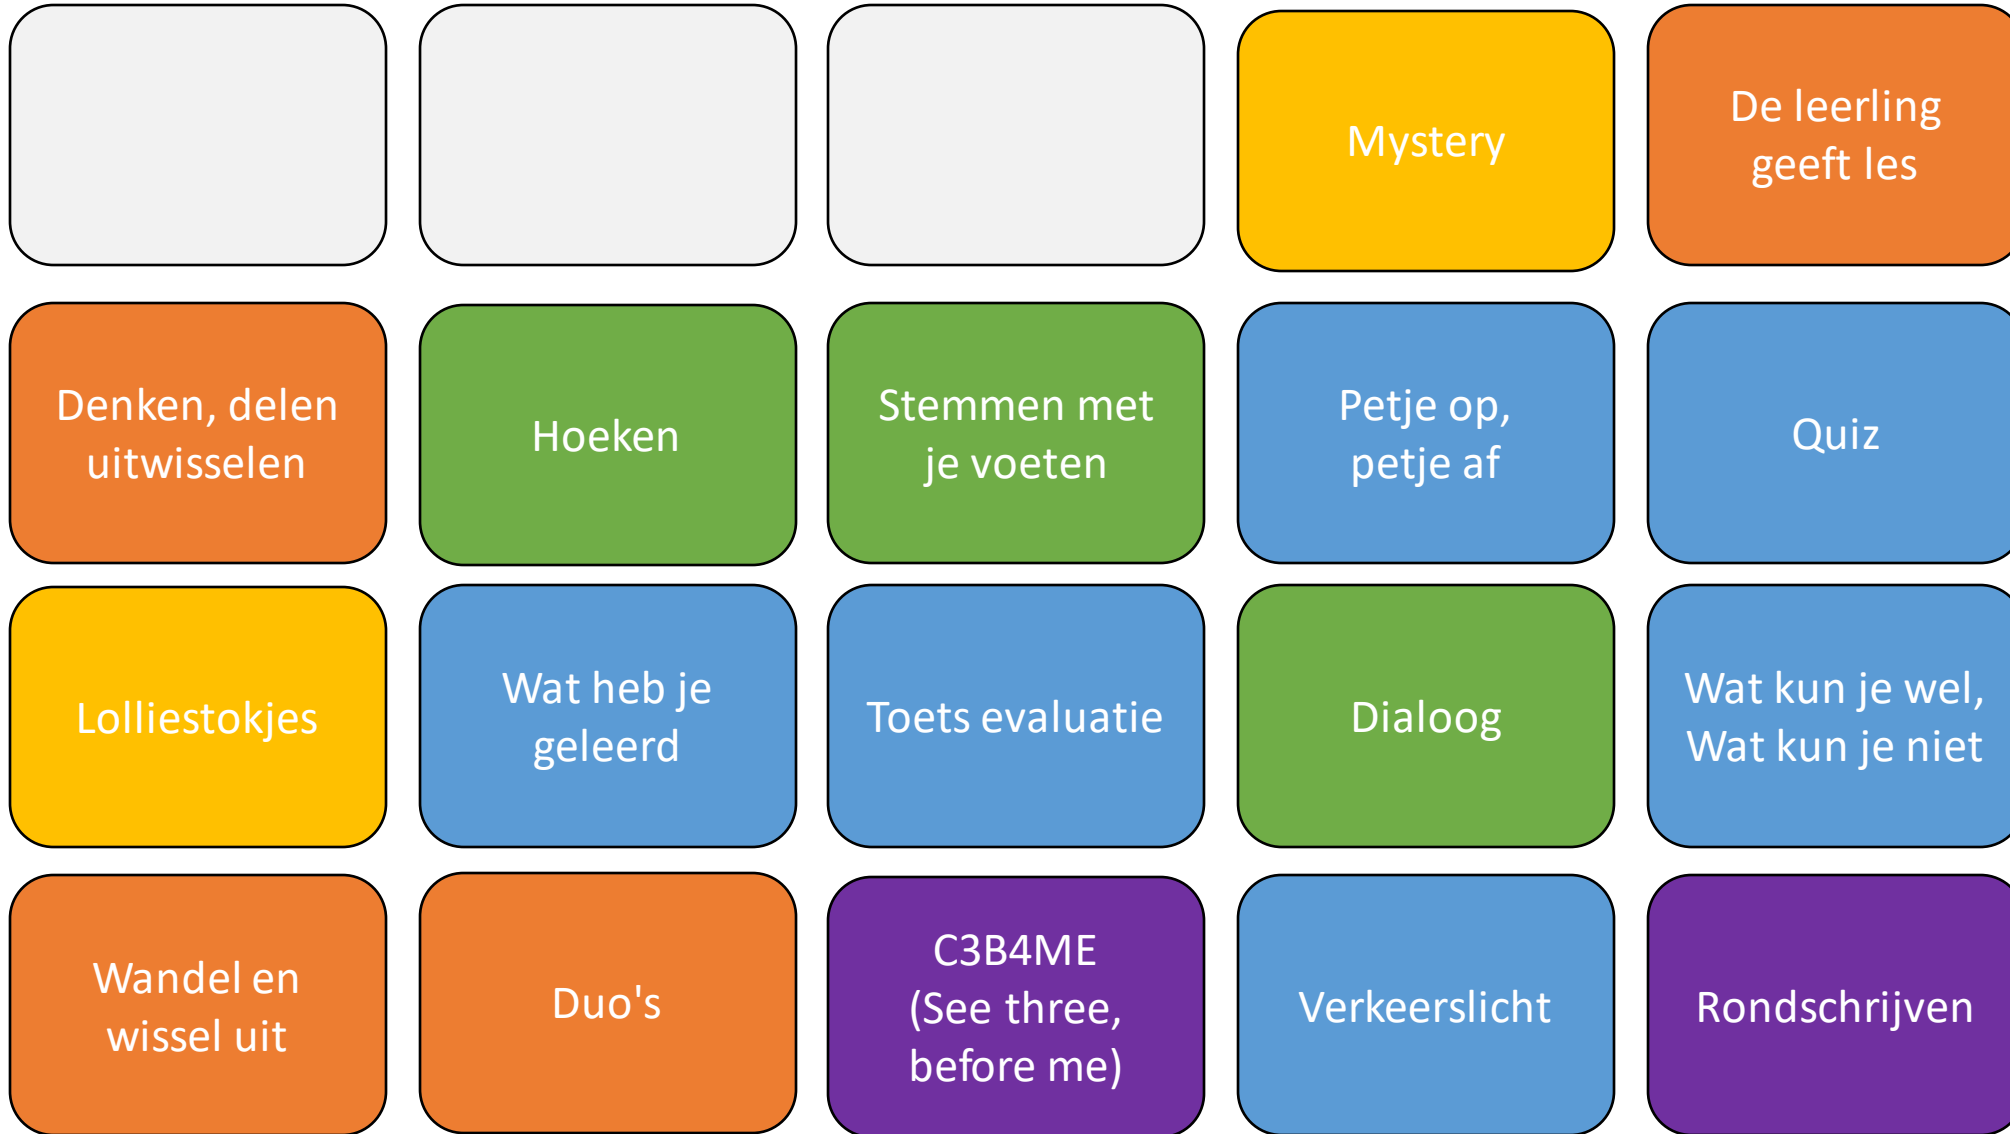 Mystery
De leerling
geeft les
Denken, delen
uitwisselen
Hoeken
Stemmen met
je voeten
Petje op,
petje af
Quiz
Lolliestokjes
Wat heb je
geleerd
Toets evaluatie
Dialoog
Wat kun je wel,
Wat kun je niet
Wandel en
wissel uit
Duo's
C3B4ME
(See three,
before me)
Verkeerslicht
Rondschrijven